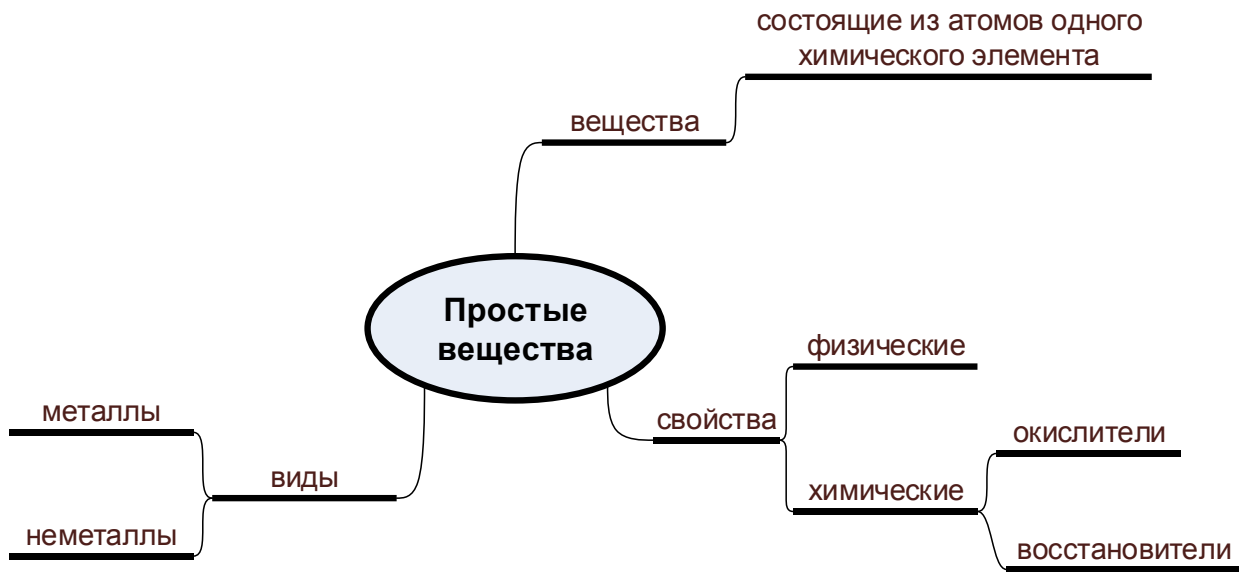 состоящие из атомов одного
химического элемента
вещества
Простые
вещества
физические
свойства
химические
окислители
восстановители
виды
металлы
неметаллы